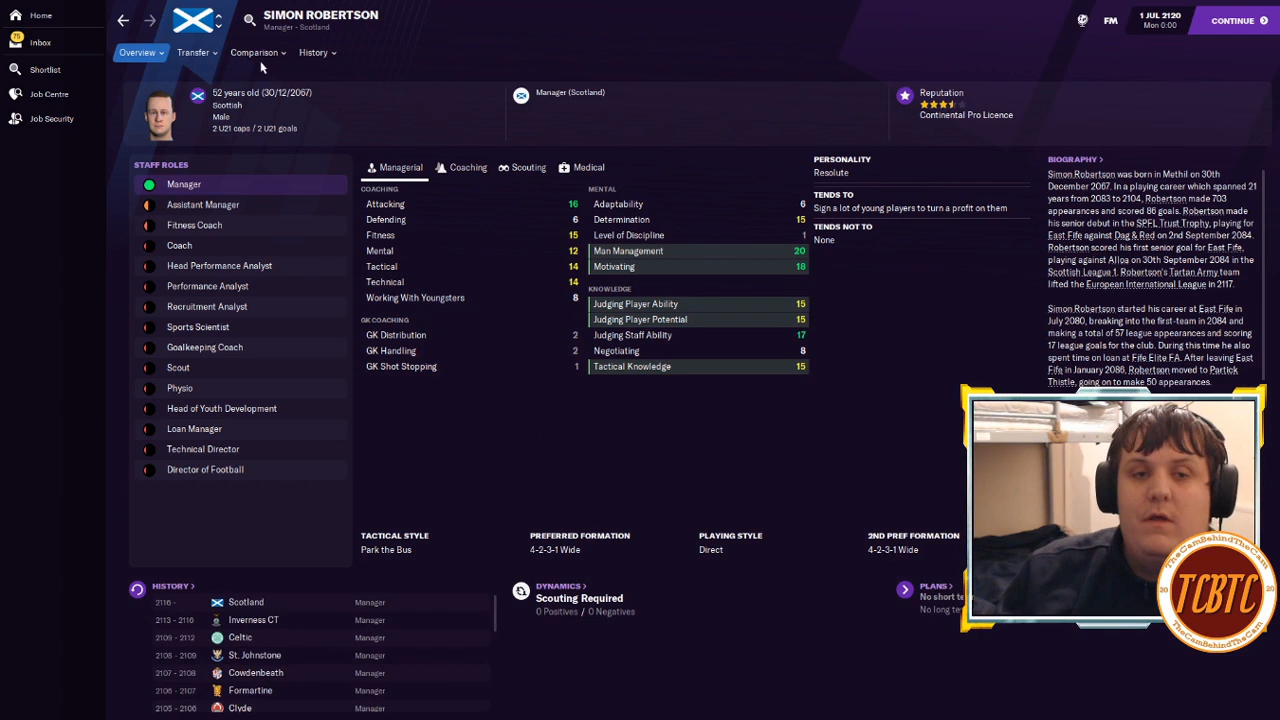 Home
75
Inbox
Shortlist
Job Centre
Job Security
SIMON ROBERTSON
Manager - Scotland
FM
1 JUL 2120
Mon 0:00
CONTINUE
Overview
Transfer
Comparison
History
52 years old (30/12/2067)
Scottish
Male
2 U21 caps / 2 U21 goals
Manager (Scotland)
Reputation
Continental Pro Licence
STAFF ROLES
Manager
Assistant Manager
Fitness Coach
Coach
Head Performance Analyst
Performance Analyst
Recruitment Analyst
Sports Scientist
Goalkeeping Coach
Scout
Physio
Head of Youth Development
Loan Manager
Technical Director
Director of Football
Managerial
Coaching
Scouting
Medical
COACHING
Attacking 16
Defending 6
Fitness 15
Mental 12
Tactical 14
Technical 14
Working With Youngsters 8
GK COACHING
GK Distribution 2
GK Handling 2
GK Shot Stopping 1
MENTAL
Adaptability 6
Determination 15
Level of Discipline 1
Man Management 20
Motivating 18
KNOWLEDGE
Judging Player Ability 15
Judging Player Potential 15
Judging Staff Ability 17
Negotiating 8
Tactical Knowledge 15
PERSONALITY
Resolute
TENDS TO
Sign a lot of young players to turn a profit on them
TENDS NOT TO
None
BIOGRAPHY >
Simon Robertson was born in Methil on 30th
December 2067. In a playing career which spanned 21
years from 2083 to 2104, Robertson made 703
appearances and scored 86 goals. Robertson made
his senior debut in the SPFL Trust Trophy, playing for
East Fife against Dag & Red on 2nd September 2084.
Robertson scored his first senior goal for East Fife,
playing against Alloa on 30th September 2084 in the
Scottish League 1. Robertson's Tartan Army team
lifted the European International League in 2117.
Simon Robertson started his career at East Fife in
July 2080, breaking into the first-team in 2084 and
making a total of 57 league appearances and scoring
17 league goals for the club. During this time he also
spent time on loan at Fife Elite FA. After leaving East
Fife in January 2086, Robertson moved to Partick
Thistle, going on to make 50 appearances.
TACTICAL STYLE
Park the Bus
PREFERRED FORMATION
4-2-3-1 Wide
PLAYING STYLE
Direct
2ND PREF FORMATION
4-2-3-1 Wide
HISTORY >
2116 - Scotland Manager
2113 - 2116 Inverness CT Manager
2109 - 2112 Celtic Manager
2108 - 2109 St. Johnstone Manager
2107 - 2108 Cowdenbeath Manager
2106 - 2107 Formartine Manager
2105 - 2106 Clyde Manager
DYNAMICS >
Scouting Required
0 Positives / 0 Negatives
PLANS >
No short te
No long te
TheCamBehindTheCam
20 TCBTC 20
TheCamBehindTheCam